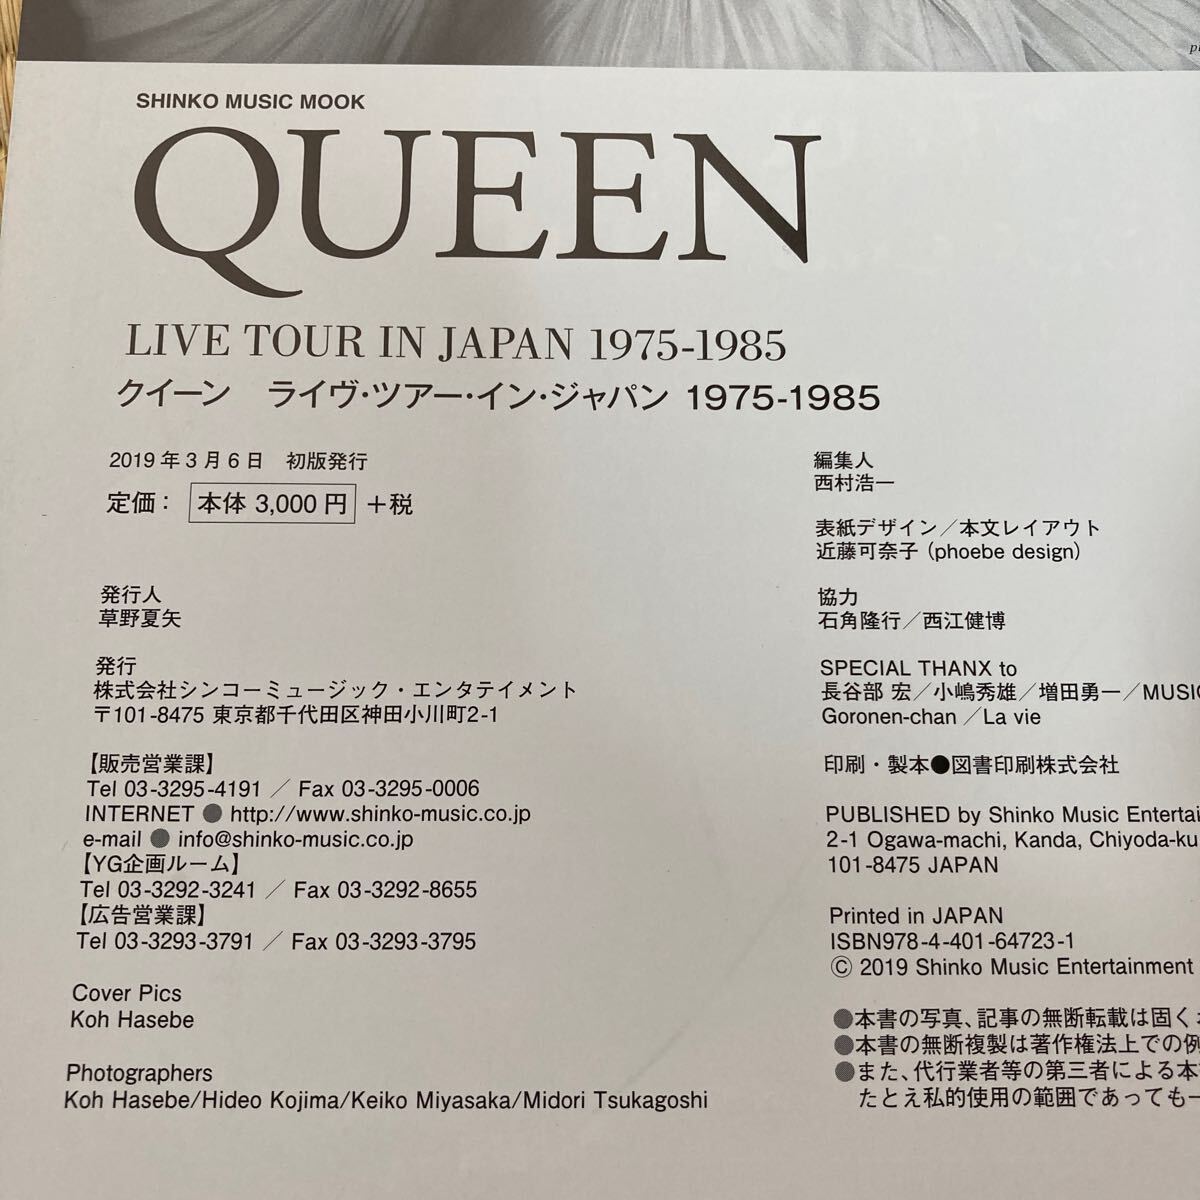 SHINKO MUSIC MOOK
QUEEN
LIVE TOUR IN JAPAN 1975-1985
クイーン　ライヴ・ツアー・イン・ジャパン 1975-1985
2019年3月6日　初版発行
定価： 本体 3,000 円 ＋税
発行人
草野夏矢
発行
株式会社シンコーミュージック・エンタテイメント
〒101-8475 東京都千代田区神田小川町2-1
【販売営業課】
Tel 03-3295-4191 ／ Fax 03-3295-0006
INTERNET ● http://www.shinko-music.co.jp
e-mail ● info@shinko-music.co.jp
【YG企画ルーム】
Tel 03-3292-3241 ／ Fax 03-3292-8655
【広告営業課】
Tel 03-3293-3791 ／ Fax 03-3293-3795
Cover Pics
Koh Hasebe
Photographers
Koh Hasebe/Hideo Kojima/Keiko Miyasaka/Midori Tsukagoshi
編集人
西村浩一
表紙デザイン／本文レイアウト
近藤可奈子 (phoebe design)
協力
石角隆行／西江健博
SPECIAL THANX to
長谷部 宏／小嶋秀雄／増田勇一／MUSIC
Goronen-chan ／La vie
印刷・製本●図書印刷株式会社
PUBLISHED by Shinko Music Entertai
2-1 Ogawa-machi, Kanda, Chiyoda-ku
101-8475 JAPAN
Printed in JAPAN
ISBN978-4-401-64723-1
© 2019 Shinko Music Entertainment
●本書の写真、記事の無断転載は固く
●本書の無断複製は著作権法上での例
●また、代行業者等の第三者による本
たとえ私的使用の範囲であっても一